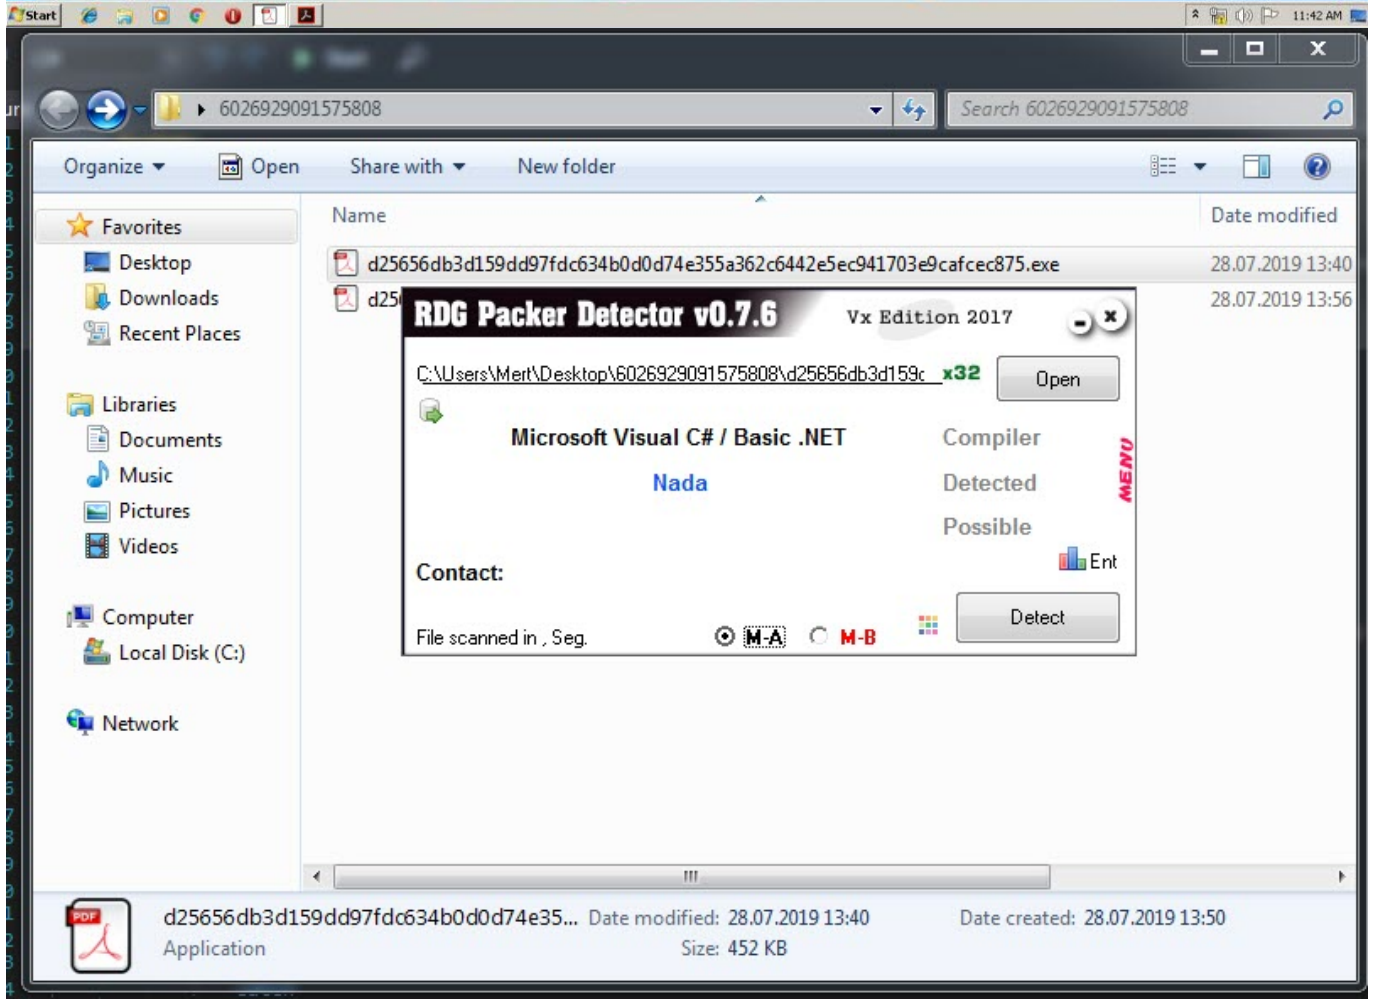 Start
11:42 AM
6026929091575808
Search 6026929091575808
Organize
Open
Share with
New folder
Name
Date modified
Favorites
Desktop
Downloads
Recent Places
Libraries
Documents
Music
Pictures
Videos
Computer
Local Disk (C:)
Network
d25656db3d159dd97fdc634b0d0d74e355a362c6442e5ec941703e9cafcec875.exe
28.07.2019 13:40
d25
28.07.2019 13:56
RDG Packer Detector v0.7.6
Vx Edition 2017
C:\Users\Mert\Desktop\6026929091575808\d25656db3d159c
x32
Open
Microsoft Visual C# / Basic .NET
Compiler
Nada
Detected
MENU
Possible
Ent
Contact:
Detect
File scanned in , Seg.
M-A
M-B
PDF
d25656db3d159dd97fdc634b0d0d74e35... Date modified: 28.07.2019 13:40
Date created: 28.07.2019 13:50
Application
Size: 452 KB